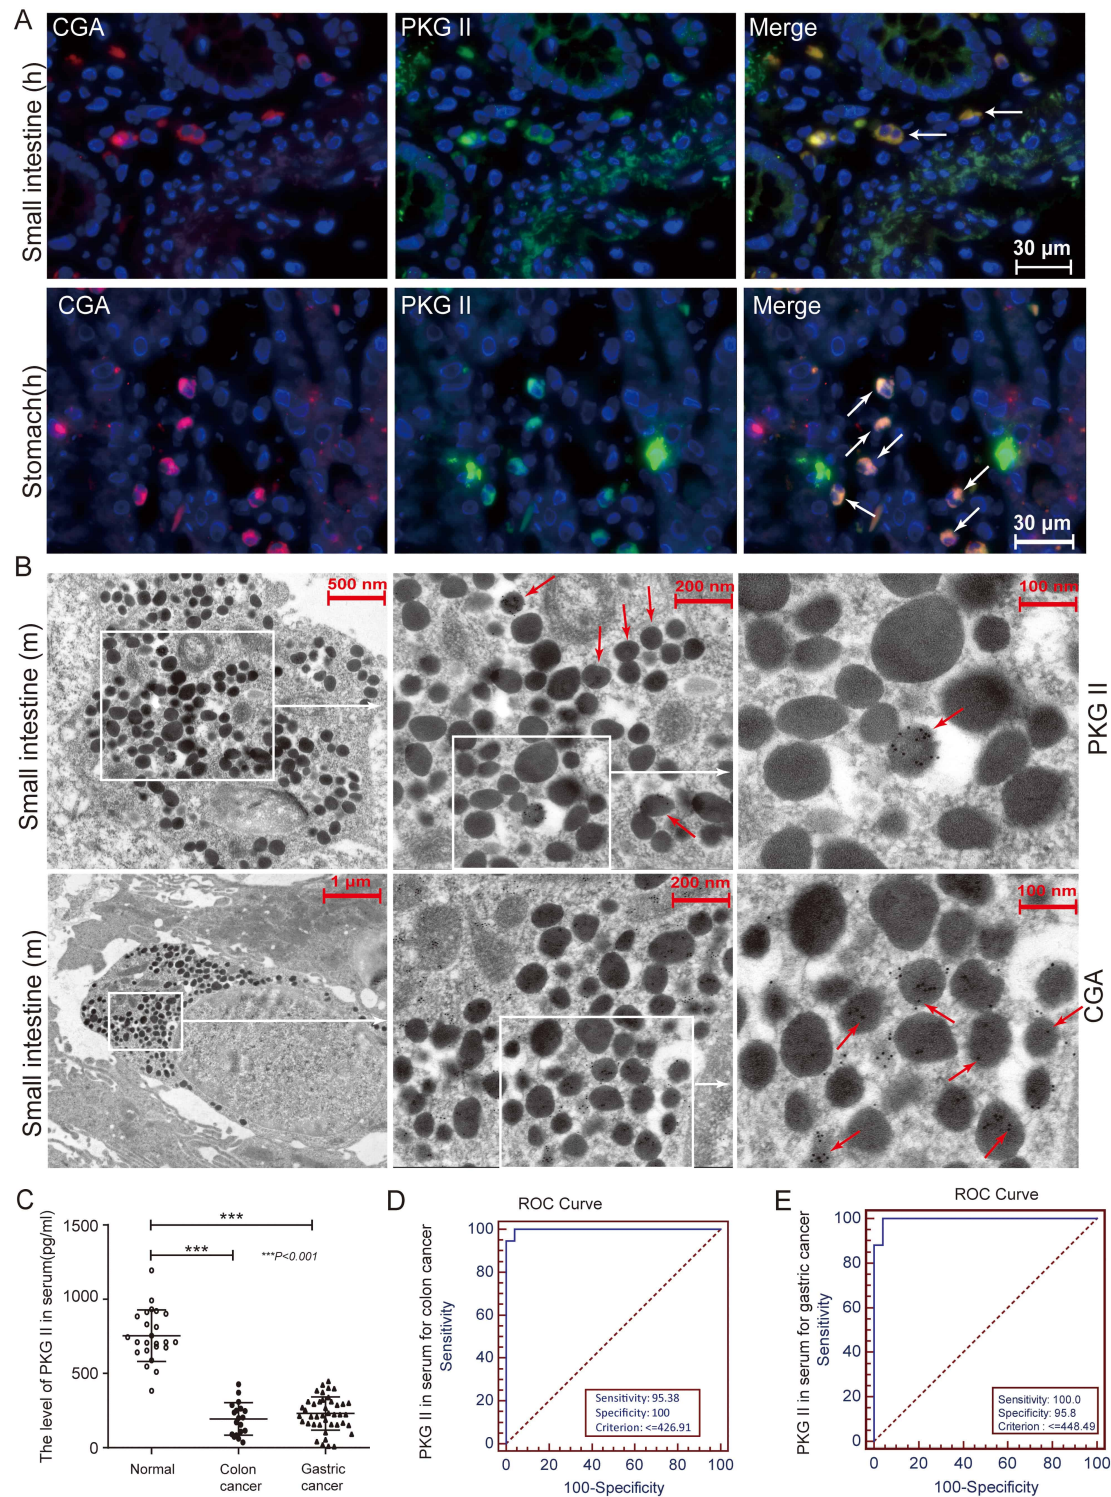 A
CGA
PKG II
Merge
Small intestine (h)
30 µm
CGA
PKG II
Merge
Stomach(h)
30 µm
B
500 nm
200 nm
100 nm
Small intestine (m)
PKG II
1 µm
200 nm
100 nm
Small intestine (m)
CGA
C
The level of PKG II in serum(pg/ml)
1500
1000
500
0
***
***
***P<0.001
Normal
Colon
cancer
Gastric
cancer
D
ROC Curve
PKG II in serum for colon cancer
Sensitivity
100
80
60
40
20
0
Sensitivity: 95.38
Specificity: 100
Criterion: <=426.91
0 20 40 60 80 100
100-Specificity
E
ROC Curve
PKG II in serum for gastric cancer
Sensitivity
100
80
60
40
20
0
Sensitivity: 100.0
Specificity: 95.8
Criterion : <=448.49
0 20 40 60 80 100
100-Specificity